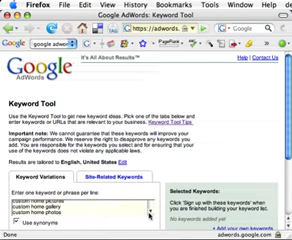 Firefox File Edit View History Bookmarks Tools Window
Google AdWords: Keyword Tool
https://adwords.
Google google adwo
PageRank
Google AdWords
It's All About Results™
Help | Contact Us
Keyword Tool
Use the Keyword Tool to get new keyword ideas. Pick one of the tabs below and
enter keywords or URLs that are relevant to your business. Keyword Tool Tips
Important note: We cannot guarantee that these keywords will improve your
campaign performance. We reserve the right to disapprove any keywords you
add. You are responsible for the keywords you select and for ensuring that your
use of the keywords does not violate any applicable laws.
Results are tailored to English, United States Edit
Keyword Variations
Site-Related Keywords
Enter one keyword or phrase per line:
custom home pictures
custom home gallery
custom home photos
Use synonyms
Selected Keywords:
Click 'Sign up with these keywords' when
you are finished building your keyword list.
No keywords added yet
+ Add your own keywords
Done
adwords.google.com